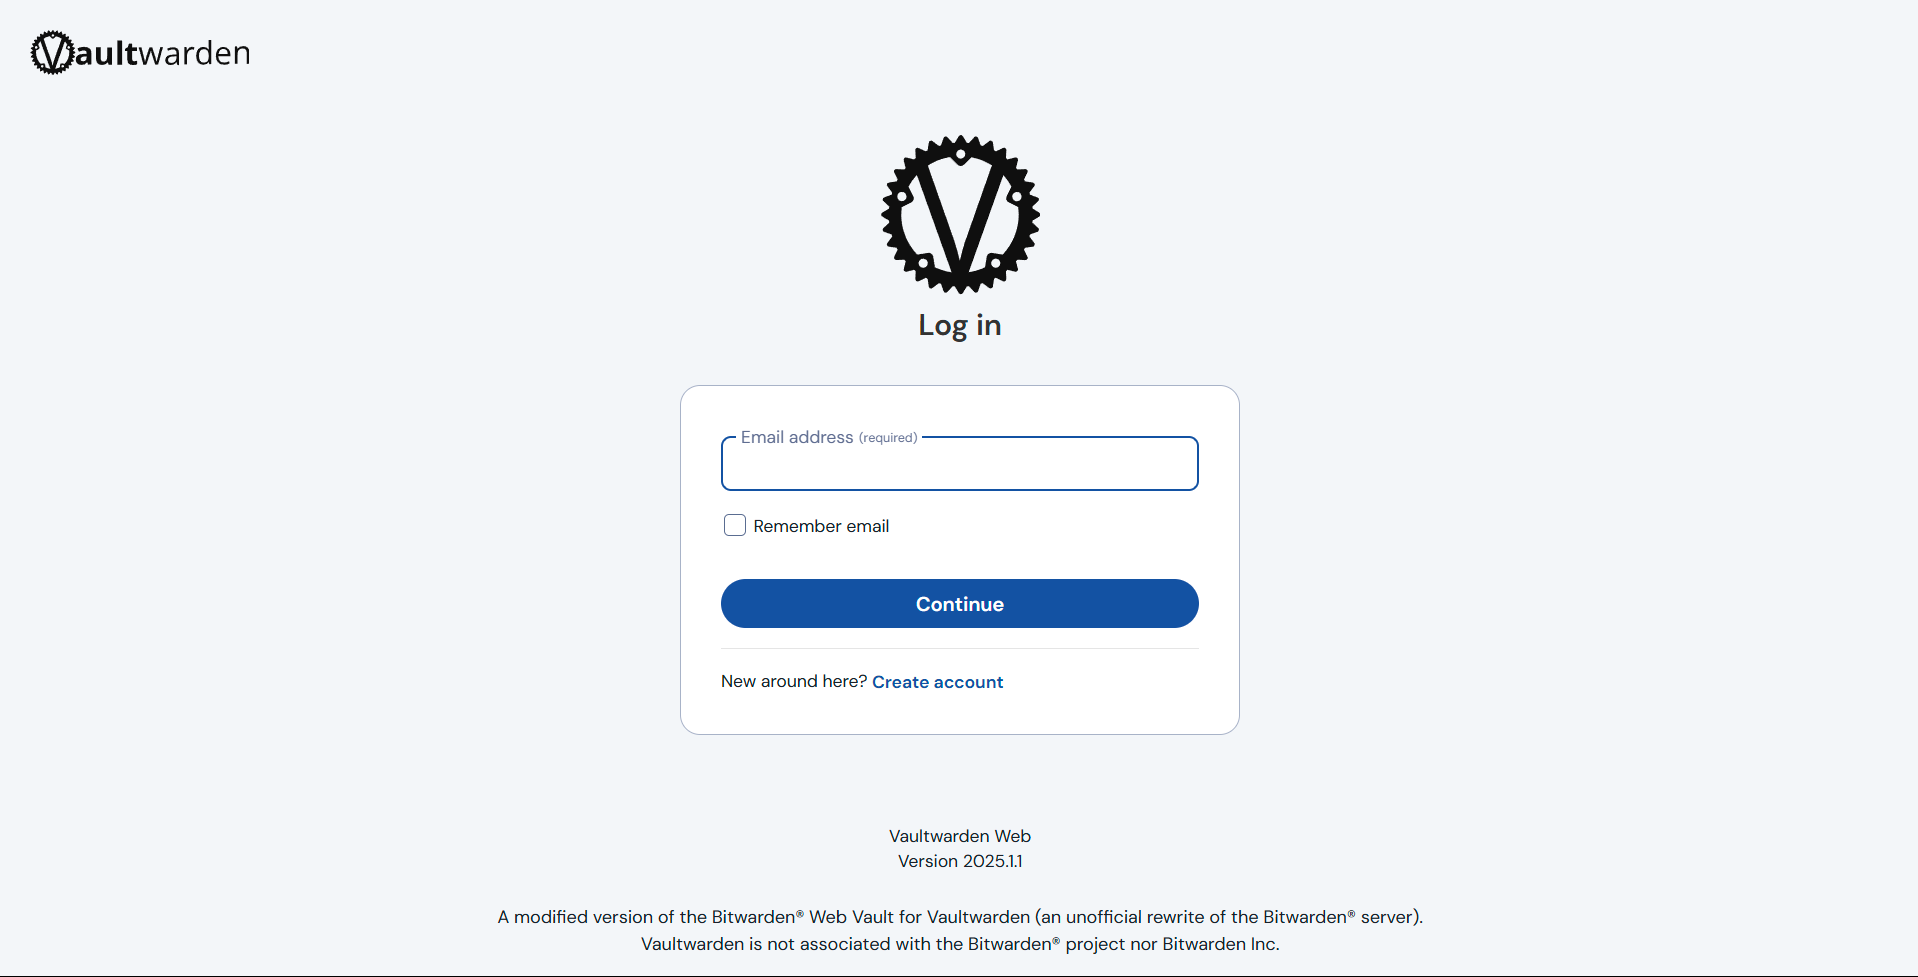 Vaultwarden
Log in
Email address (required)
Remember email
Continue
New around here? Create account
Vaultwarden Web
Version 2025.1.1
A modified version of the Bitwarden® Web Vault for Vaultwarden (an unofficial rewrite of the Bitwarden® server).
Vaultwarden is not associated with the Bitwarden® project nor Bitwarden Inc.